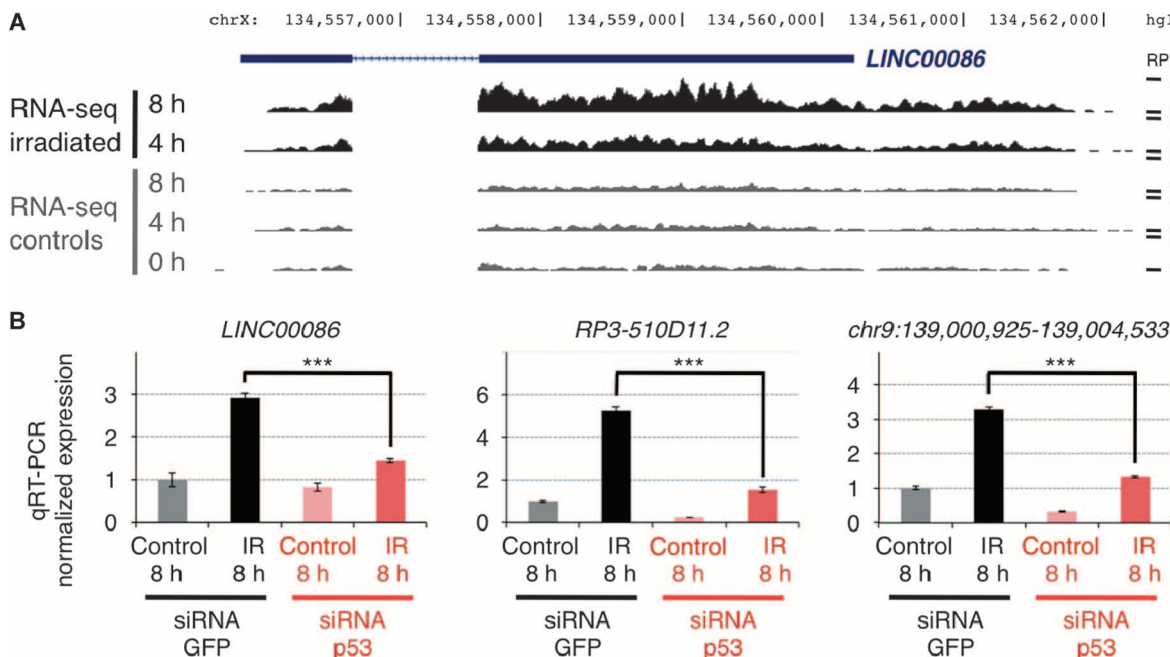 A
chrX: 134,557,000| 134,558,000| 134,559,000| 134,560,000| 134,561,000| 134,562,000| hg1
LINC00086 RP
RNA-seq irradiated
8 h
4 h
RNA-seq controls
8 h
4 h
0 h
B
LINC00086
RP3-510D11.2
chr9:139,000,925-139,004,533
qRT-PCR
normalized expression
***
3
2
1
0
Control IR Control IR
8 h 8 h 8 h 8 h
siRNA siRNA
GFP p53
***
6
4
2
0
Control IR Control IR
8 h 8 h 8 h 8 h
siRNA siRNA
GFP p53
***
4
3
2
1
0
Control IR Control IR
8 h 8 h 8 h 8 h
siRNA siRNA
GFP p53